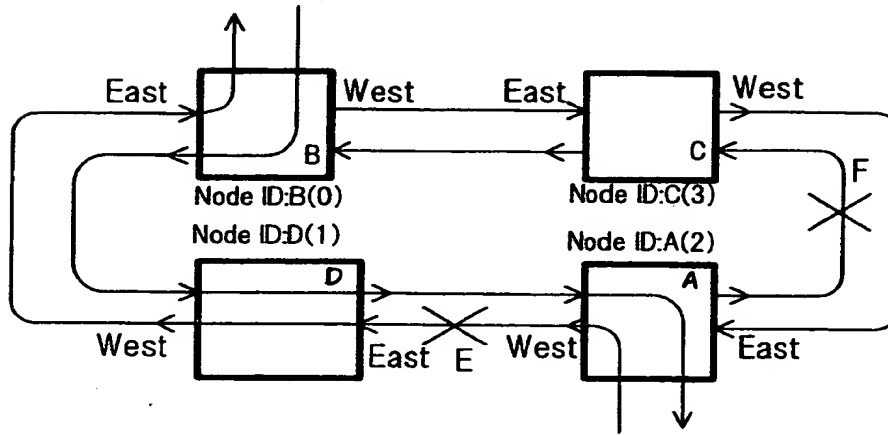 East
West
East
West
B
C
F
Node ID:B(0)
Node ID:C(3)
Node ID:D(1)
Node ID:A(2)
D
A
West
East
E
West
East